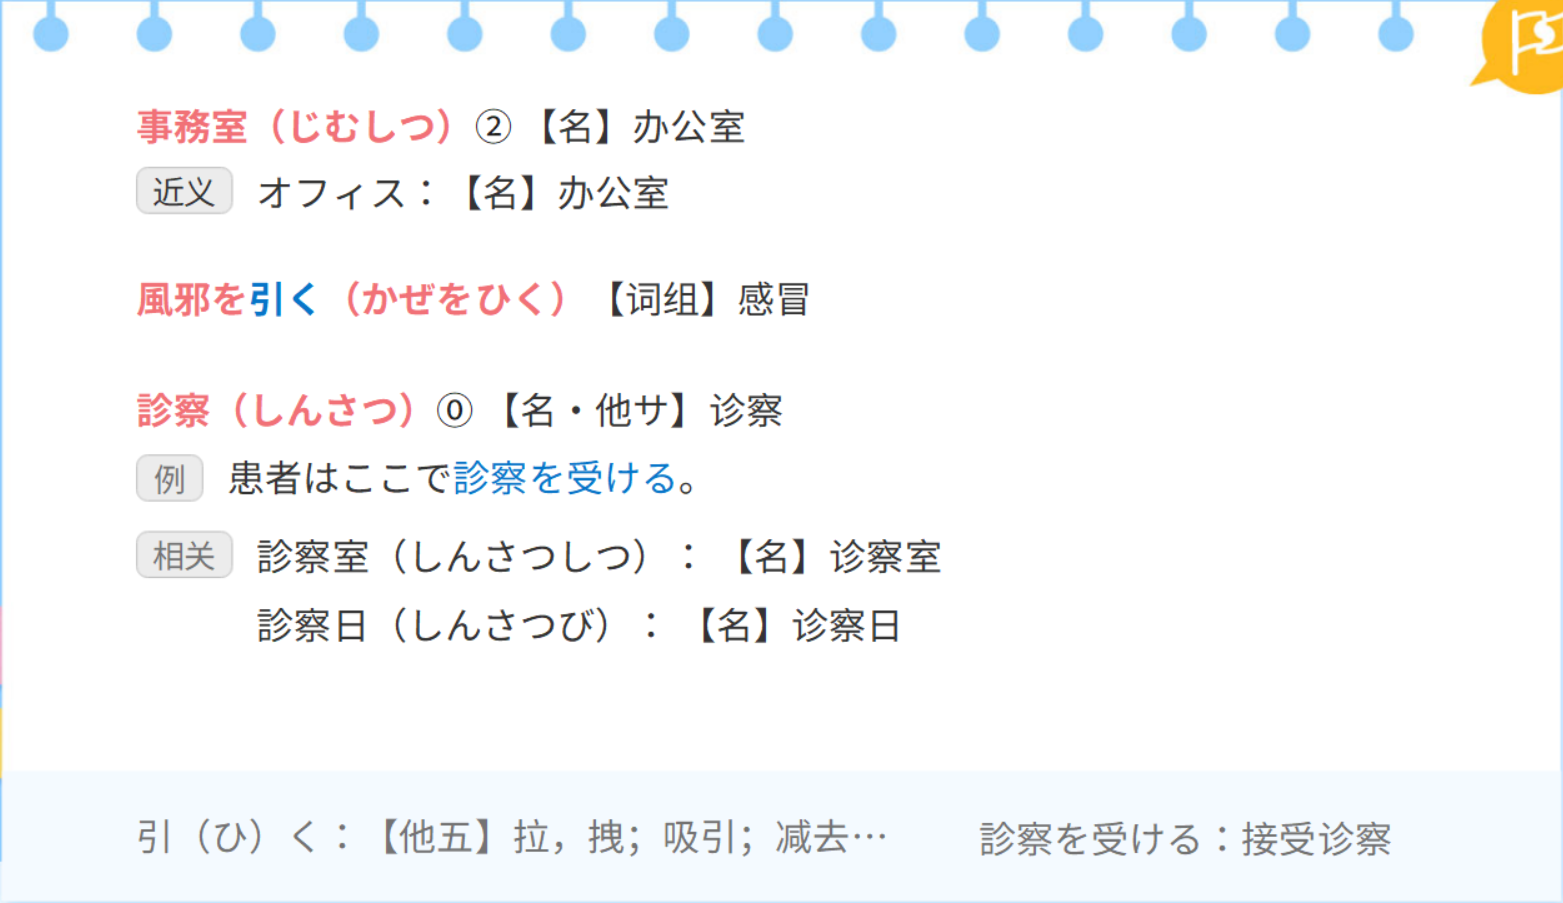 事務室（じむしつ）② 【名】办公室
近义 オフィス：【名】办公室
風邪を引く（かぜをひく） 【词组】感冒
診察（しんさつ）⓪ 【名・他サ】诊察
例 患者はここで診察を受ける。
相关 診察室（しんさつしつ）： 【名】诊察室
診察日（しんさつび）： 【名】诊察日
引（ひ）く：【他五】拉，拽；吸引；减去… 診察を受ける：接受诊察